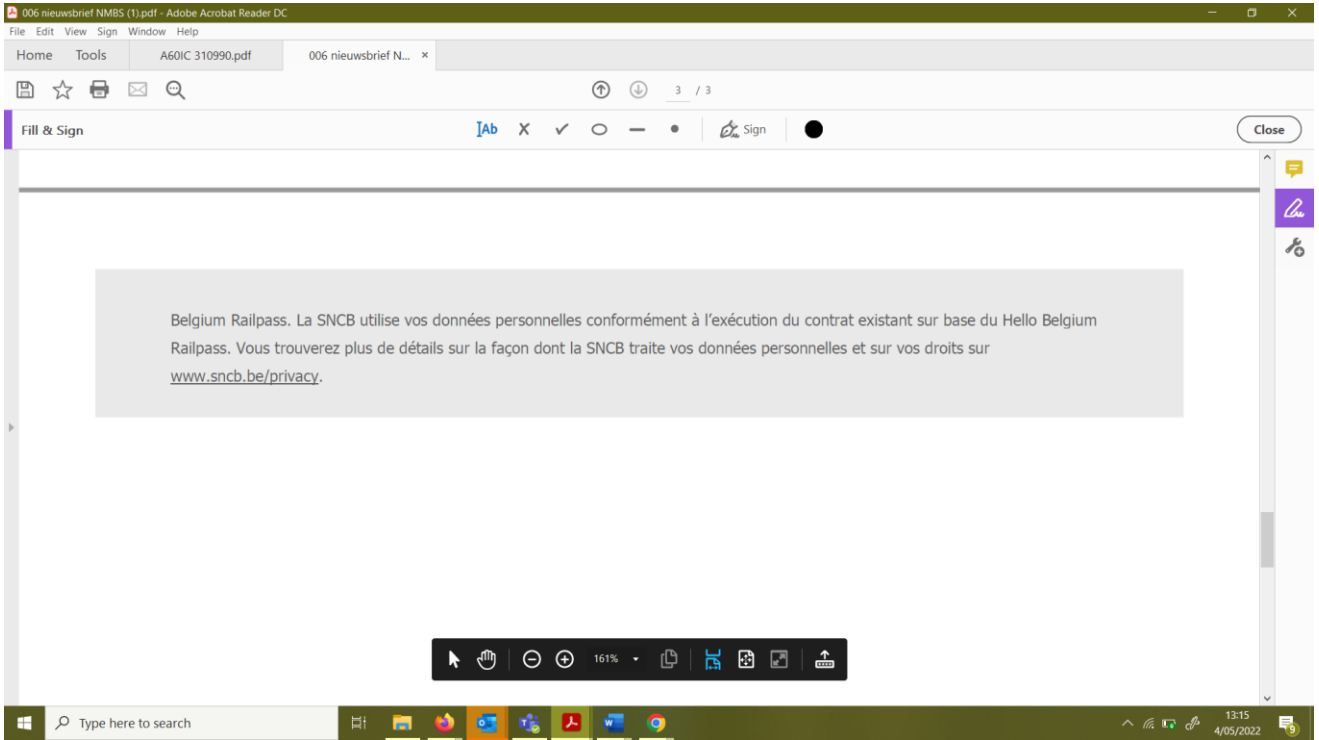 006 nieuwsbrief NMBS (1).pdf - Adobe Acrobat Reader DC
File Edit View Sign Window Help
Home Tools A60IC 310990.pdf 006 nieuwsbrief N... ×
3 / 3
Fill & Sign Ab Sign Close
Belgium Railpass. La SNCB utilise vos données personnelles conformément à l'exécution du contrat existant sur base du Hello Belgium
Railpass. Vous trouverez plus de détails sur la façon dont la SNCB traite vos données personnelles et sur vos droits sur
www.sncb.be/privacy.
161%
Type here to search
13:15
4/05/2022
9